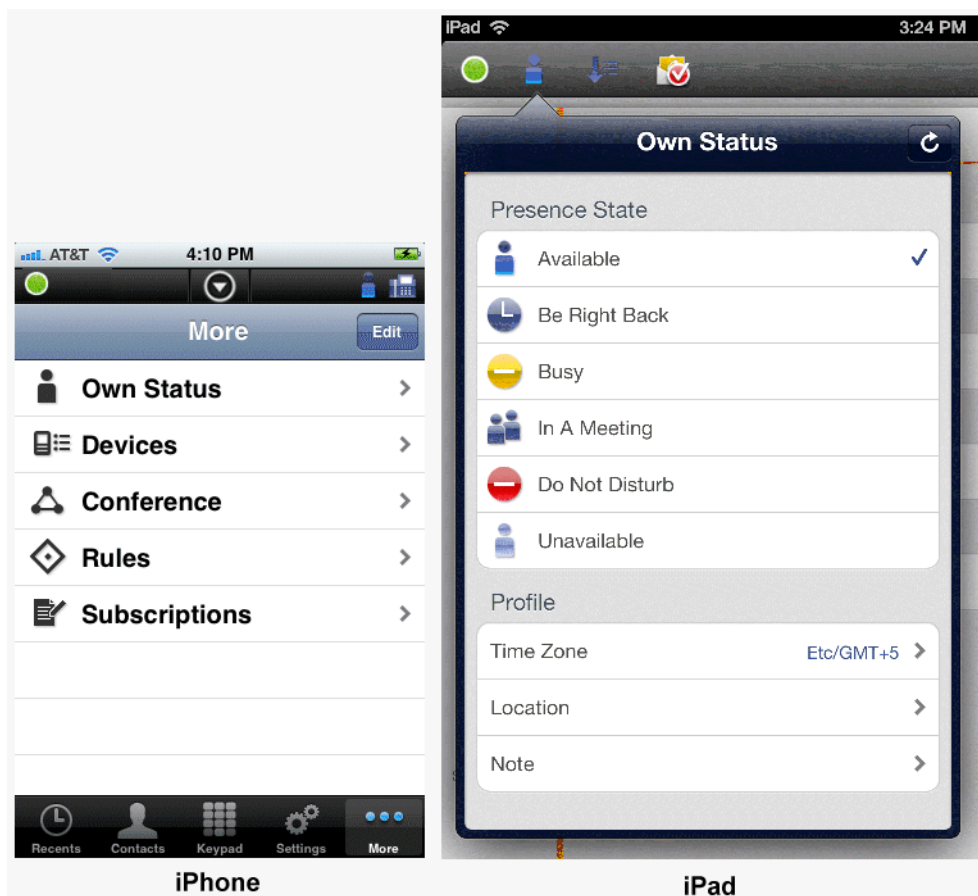 AT&T 4:10 PM
More Edit
Own Status
Devices
Conference
Rules
Subscriptions
Recents Contacts Keypad Settings More
iPhone
iPad 3:24 PM
Own Status
Presence State
Available
Be Right Back
Busy
In A Meeting
Do Not Disturb
Unavailable
Profile
Time Zone Etc/GMT+5
Location
Note
iPad